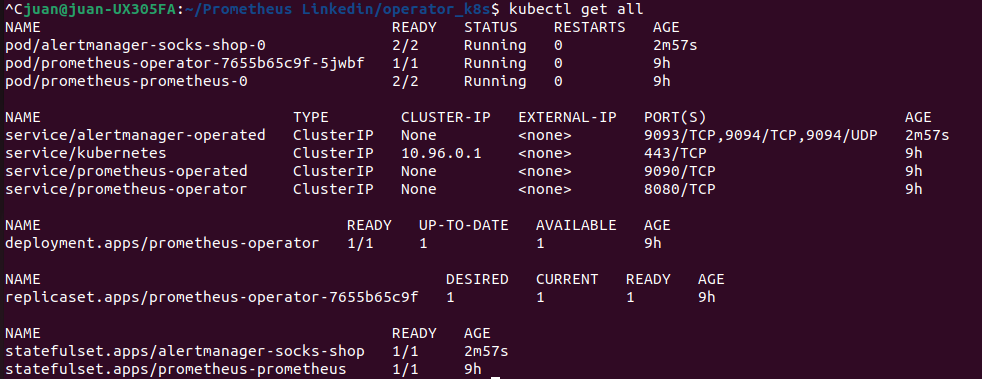 ^Cjuan@juan-UX305FA:~/Prometheus Linkedin/operator_k8s$ kubectl get all
NAME                                       READY   STATUS    RESTARTS   AGE
pod/alertmanager-socks-shop-0              2/2     Running   0          2m57s
pod/prometheus-operator-7655b65c9f-5jwbf   1/1     Running   0          9h
pod/prometheus-prometheus-0                2/2     Running   0          9h
NAME                            TYPE        CLUSTER-IP   EXTERNAL-IP   PORT(S)                      AGE
service/alertmanager-operated   ClusterIP   None         <none>        9093/TCP,9094/TCP,9094/UDP   2m57s
service/kubernetes              ClusterIP   10.96.0.1    <none>        443/TCP                      9h
service/prometheus-operated     ClusterIP   None         <none>        9090/TCP                     9h
service/prometheus-operator     ClusterIP   None         <none>        8080/TCP                     9h
NAME                                  READY   UP-TO-DATE   AVAILABLE   AGE
deployment.apps/prometheus-operator   1/1     1            1           9h
NAME                                             DESIRED   CURRENT   READY   AGE
replicaset.apps/prometheus-operator-7655b65c9f   1         1         1       9h
NAME                                       READY   AGE
statefulset.apps/alertmanager-socks-shop   1/1     2m57s
statefulset.apps/prometheus-prometheus     1/1     9h